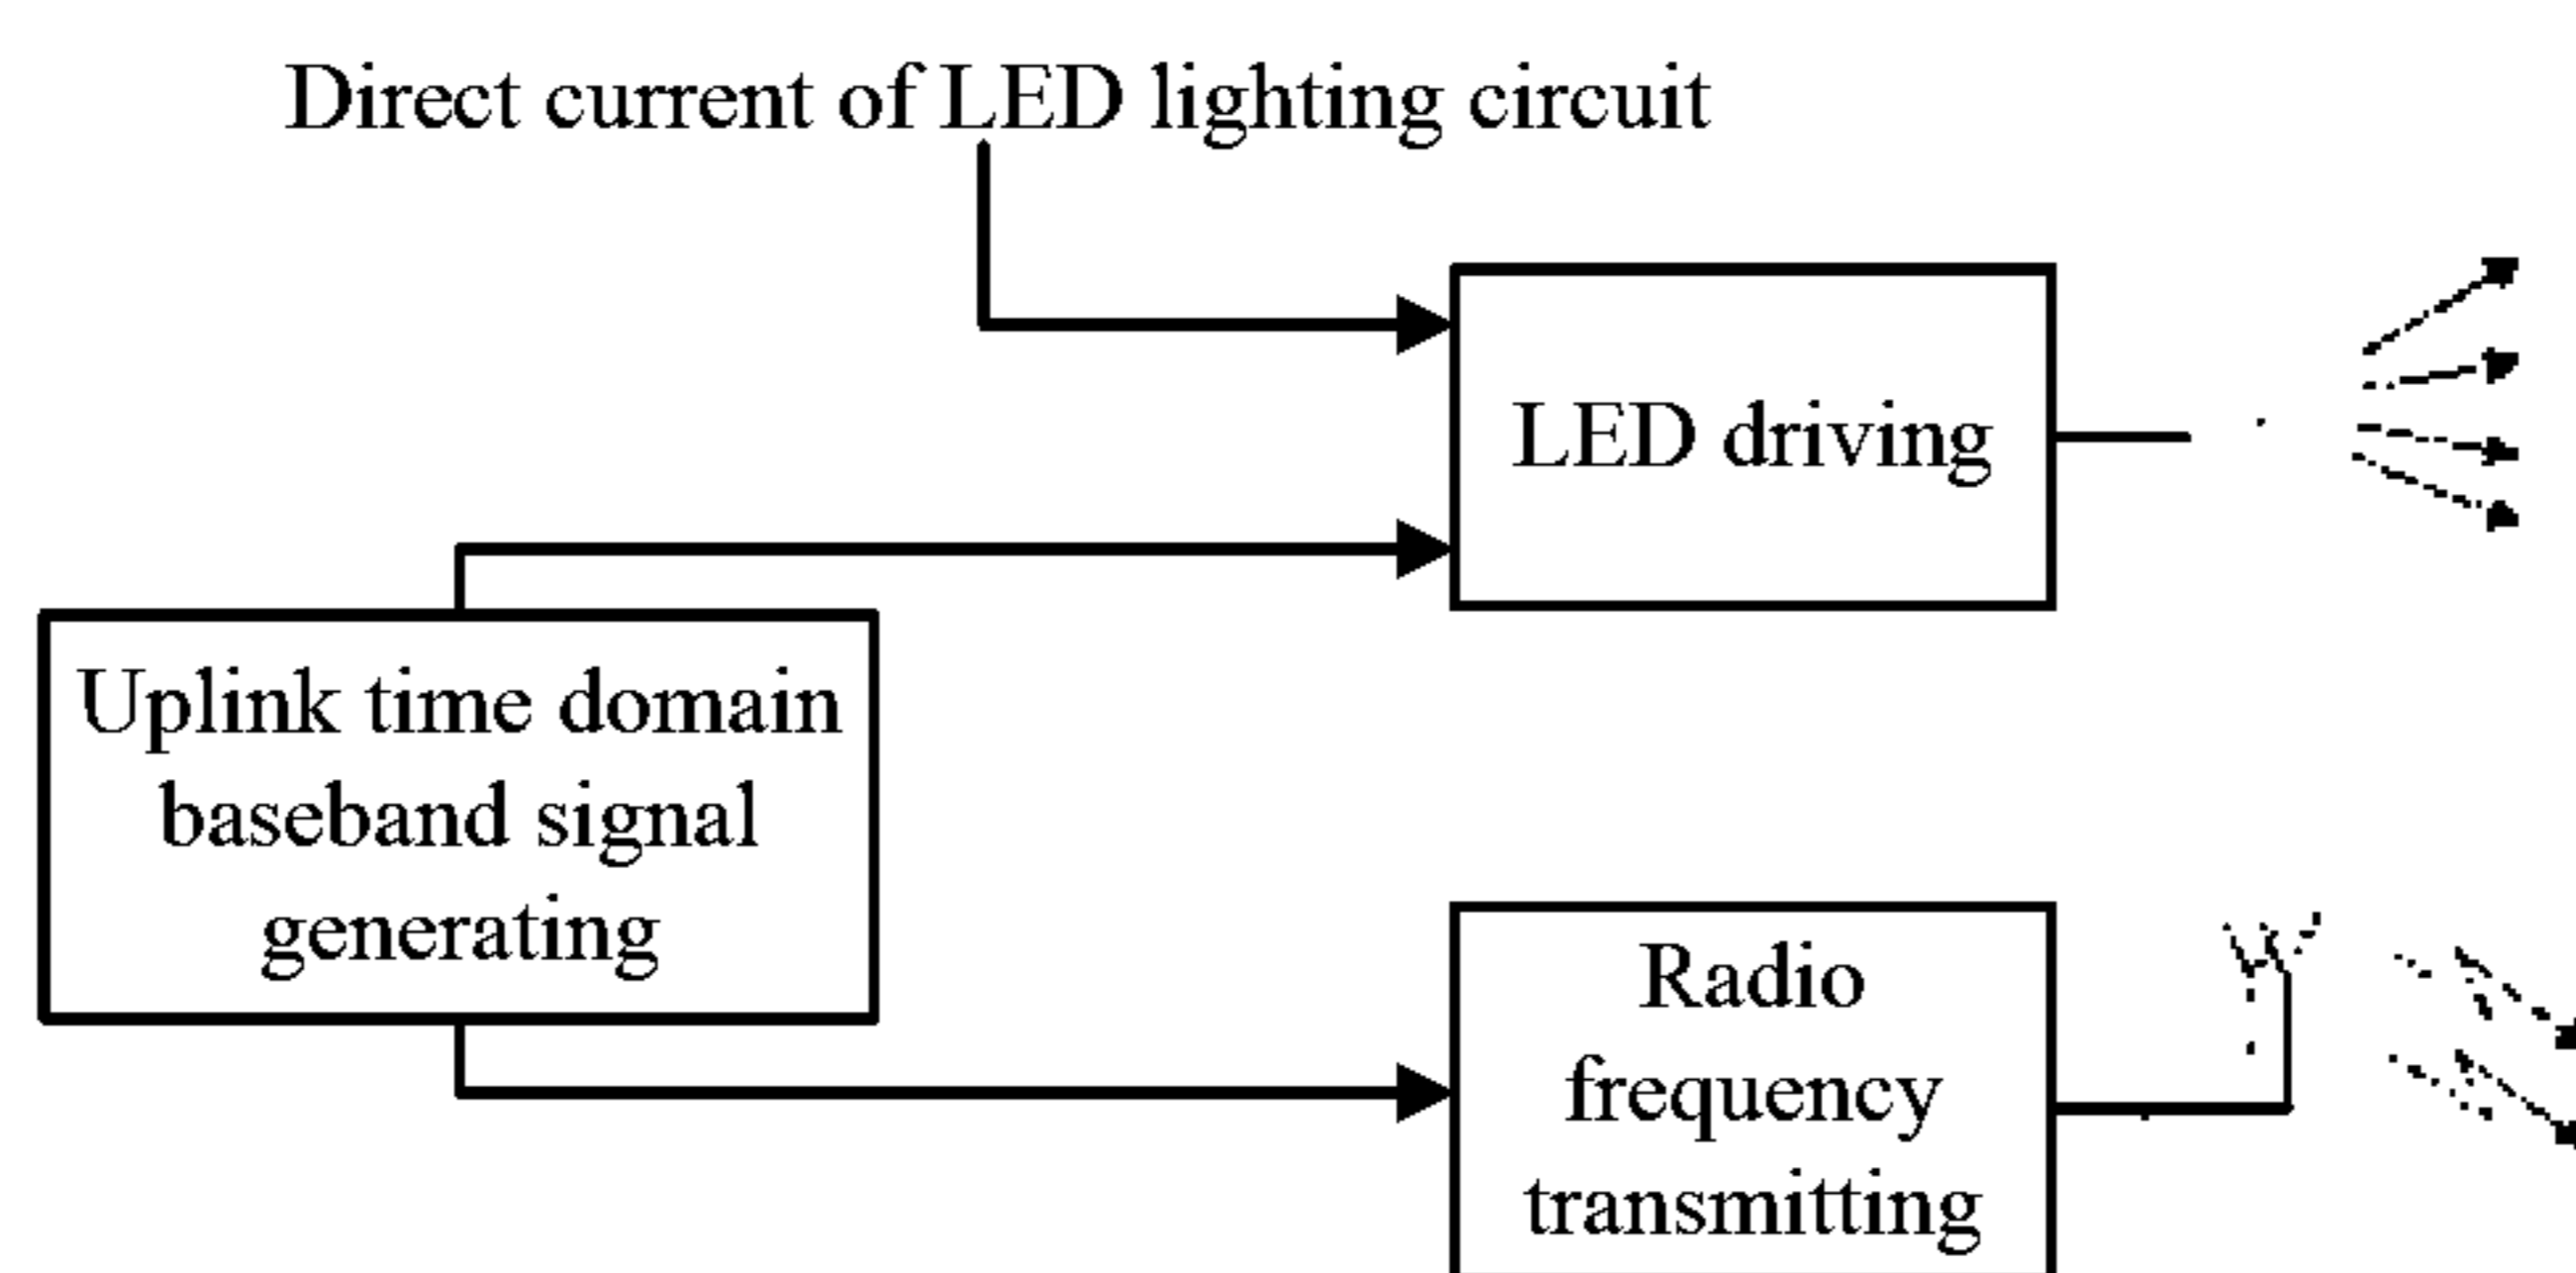 Direct current of LED lighting circuit
LED driving
Uplink time domain
baseband signal
generating
Radio
frequency
transmitting